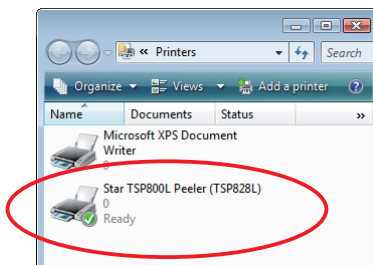 « Printers
Search
Organize Views Add a printer
Name Documents Status »
Microsoft XPS Document
Writer
0
Star TSP800L Peeler (TSP828L)
0
Ready